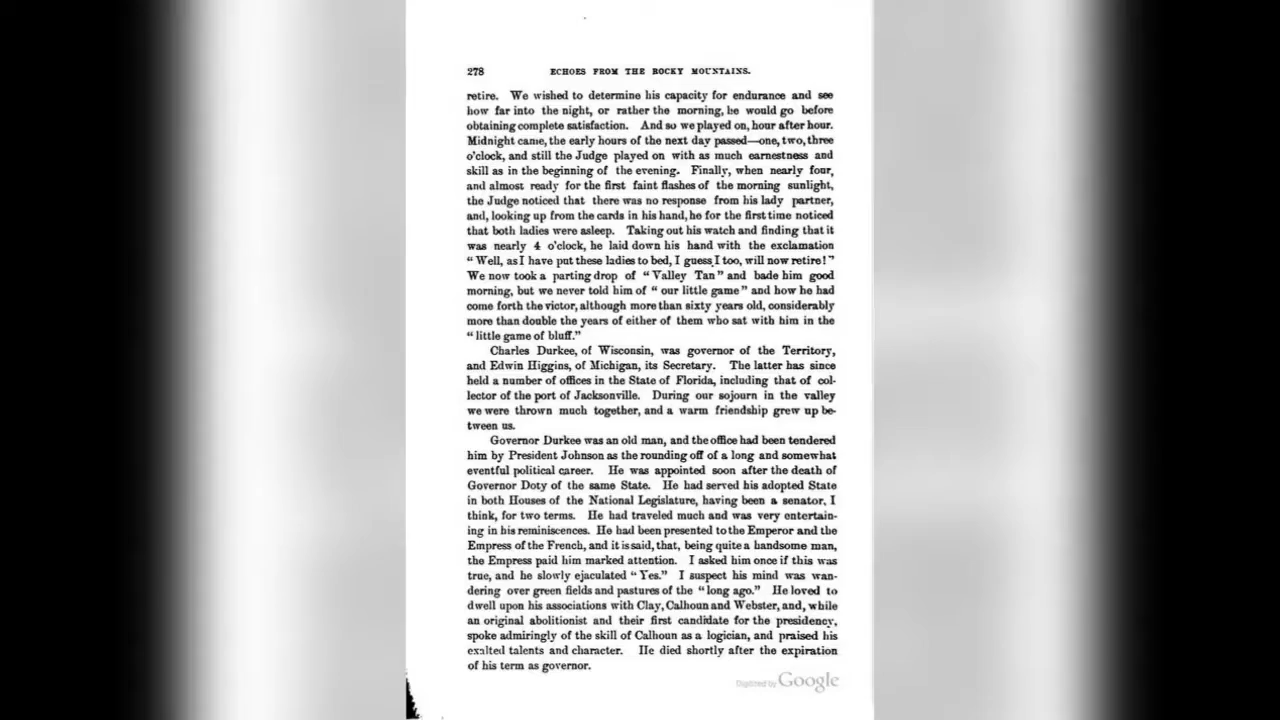 278 ECHOES FROM THE ROCKY MOUNTAINS.
retire. We wished to determine his capacity for endurance and see
how far into the night, or rather the morning, he would go before
obtaining complete satisfaction. And so we played on, hour after hour.
Midnight came, the early hours of the next day passed—one, two, three
o'clock, and still the Judge played on with as much earnestness and
skill as in the beginning of the evening. Finally, when nearly four,
and almost ready for the first faint flashes of the morning sunlight,
the Judge noticed that there was no response from his lady partner,
and, looking up from the cards in his hand, he for the first time noticed
that both ladies were asleep. Taking out his watch and finding that it
was nearly 4 o'clock, he laid down his hand with the exclamation
“Well, as I have put these ladies to bed, I guess I too, will now retire!”
We now took a parting drop of “Valley Tan” and bade him good
morning, but we never told him of “our little game” and how he had
come forth the victor, although more than sixty years old, considerably
more than double the years of either of them who sat with him in the
“little game of bluff.”
Charles Durkee, of Wisconsin, was governor of the Territory,
and Edwin Higgins, of Michigan, its Secretary. The latter has since
held a number of offices in the State of Florida, including that of col-
lector of the port of Jacksonville. During our sojourn in the valley
we were thrown much together, and a warm friendship grew up be-
tween us.
Governor Durkee was an old man, and the office had been tendered
him by President Johnson as the rounding off of a long and somewhat
eventful political career. He was appointed soon after the death of
Governor Doty of the same State. He had served his adopted State
in both Houses of the National Legislature, having been a senator, I
think, for two terms. He had traveled much and was very entertain-
ing in his reminiscences. He had been presented to the Emperor and the
Empress of the French, and it is said, that, being quite a handsome man,
the Empress paid him marked attention. I asked him once if this was
true, and he slowly ejaculated “Yes.” I suspect his mind was wan-
dering over green fields and pastures of the “long ago.” He loved to
dwell upon his associations with Clay, Calhoun and Webster, and, while
an original abolitionist and their first candidate for the presidency,
spoke admiringly of the skill of Calhoun as a logician, and praised his
exalted talents and character. He died shortly after the expiration
of his term as governor.
Digitized by Google